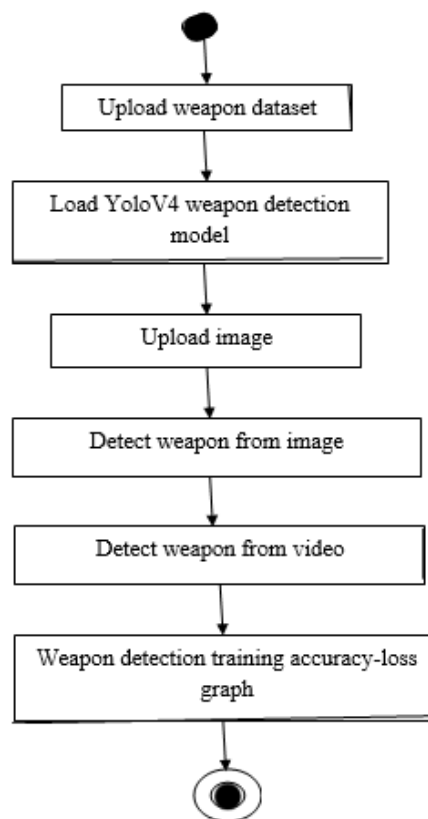 Upload weapon dataset
Load YoloV4 weapon detection
model
Upload image
Detect weapon from image
Detect weapon from video
Weapon detection training accuracy-loss
graph